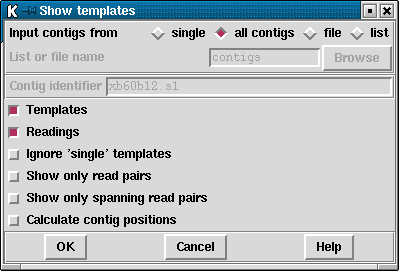 K Show templates
Input contigs from single all contigs file list
List or file name contigs Browse
Contig identifier xb60b12.s1
Templates
Readings
Ignore 'single' templates
Show only read pairs
Show only spanning read pairs
Calculate contig positions
OK Cancel Help